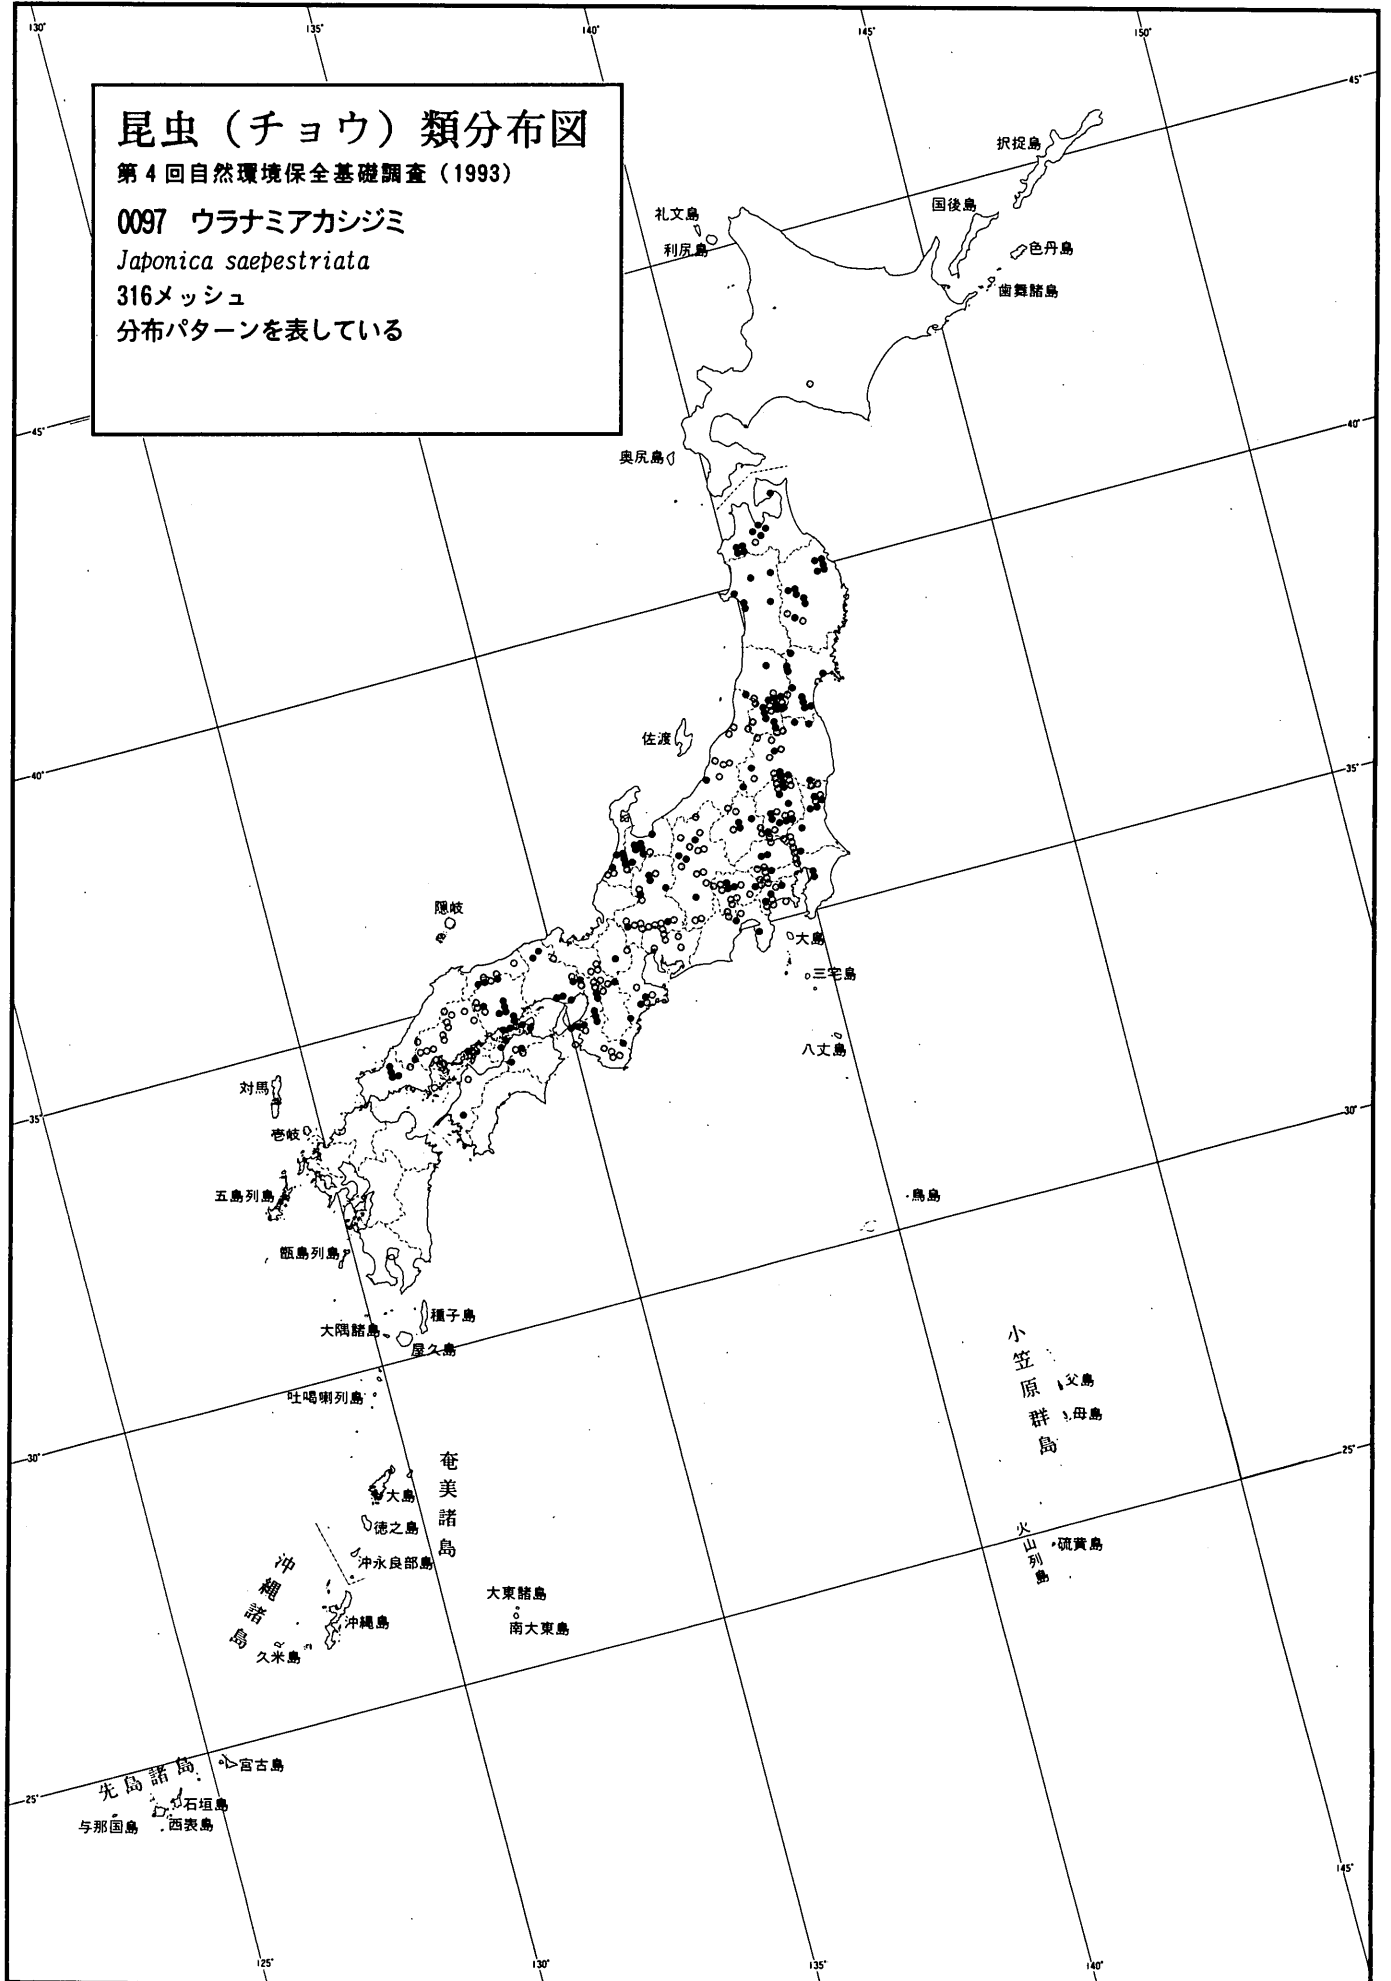 130°
135°
140°
145°
150°
昆虫（チョウ）類分布図
第4回自然環境保全基礎調査（1993）
0097 ウラナミアカシジミ
Japonica saepestriata
316メッシュ
分布パターンを表している
45°
択捉島
礼文島
国後島
利尻島
色丹島
歯舞諸島
45°
40°
奥尻島
佐渡
40°
35°
隠岐
大島
三宅島
八丈島
対馬
35°
壱岐
30°
五島列島
鳥島
甑島列島
種子島
大隅諸島
屋久島
小笠原群島
父島
吐喝喇列島
母島
30°
25°
奄美諸島
大島
徳之島
沖永良部島
火山列島
硫黄島
沖縄諸島
大東諸島
沖縄島
南大東島
久米島
先島諸島
宮古島
25°
石垣島
与那国島
西表島
145°
125°
130°
135°
140°